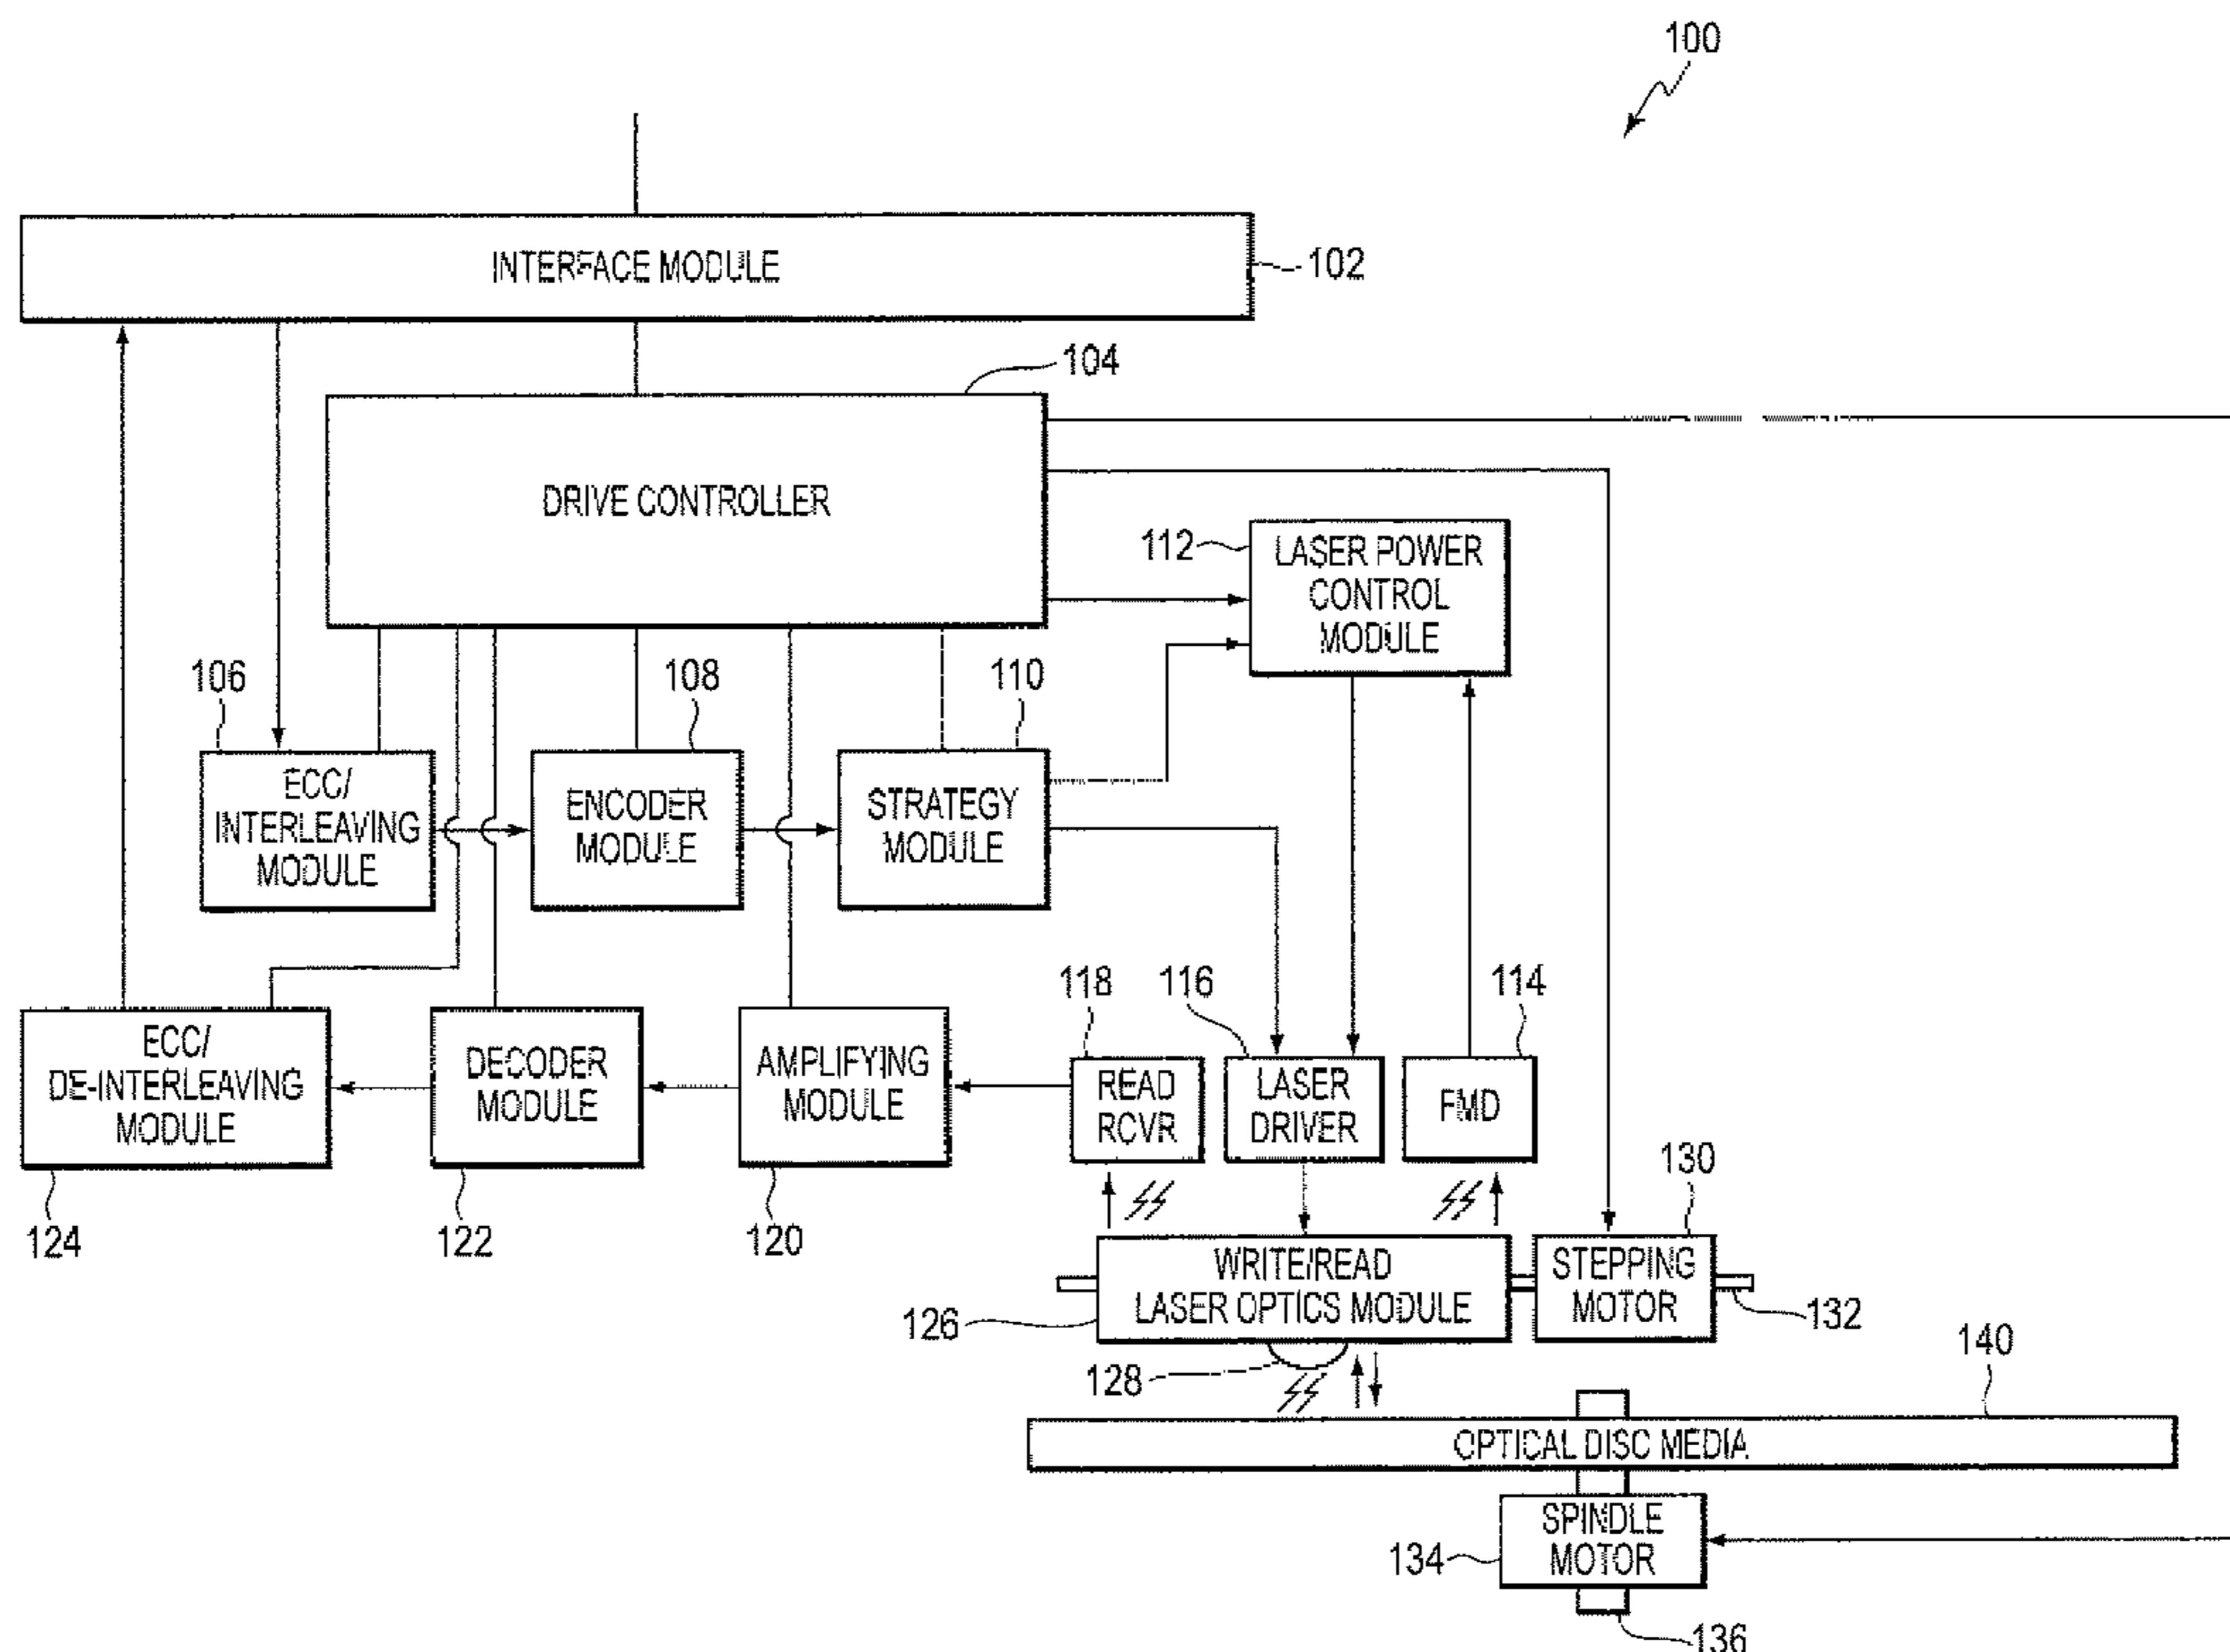 100
INTERFACE MODULE
102
104
DRIVE CONTROLLER
112
LASER POWER
CONTROL
MODULE
106
108
110
ECC/
INTERLEAVING
MODULE
ENCODER
MODULE
STRATEGY
MODULE
118
116
114
ECC/
DE-INTERLEAVING
MODULE
DECODER
MODULE
AMPLIFYING
MODULE
READ
RCVR
LASER
DRIVER
FMD
130
124
122
120
WRITE/READ
LASER OPTICS MODULE
STEPPING
MOTOR
126
132
128
140
OPTICAL DISC MEDIA
SPINDLE
MOTOR
134
136